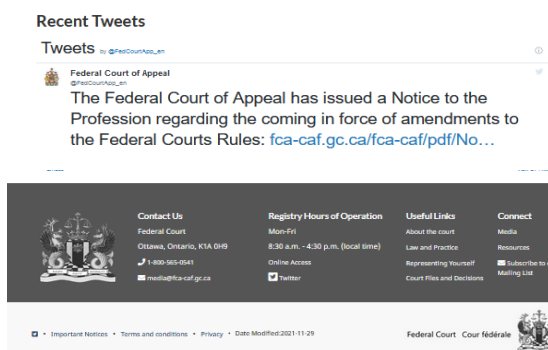 Recent Tweets
Tweets by @FedCourtApp_en
Federal Court of Appeal
@FedCourtApp_en
The Federal Court of Appeal has issued a Notice to the
Profession regarding the coming in force of amendments to
the Federal Courts Rules: fca-caf.gc.ca/fca-caf/pdf/No…
Contact Us
Federal Court
Ottawa, Ontario, K1A 0H9
1-800-565-0541
media@fca-caf.gc.ca
Registry Hours of Operation
Mon-Fri
8:30 a.m. - 4:30 p.m. (local time)
Online Access
Twitter
Useful Links
About the court
Law and Practice
Representing Yourself
Court Files and Decisions
Connect
Media
Resources
Subscribe to
Mailing List
• Important Notices • Terms and conditions • Privacy • Date Modified:2021-11-29
Federal Court Cour fédérale